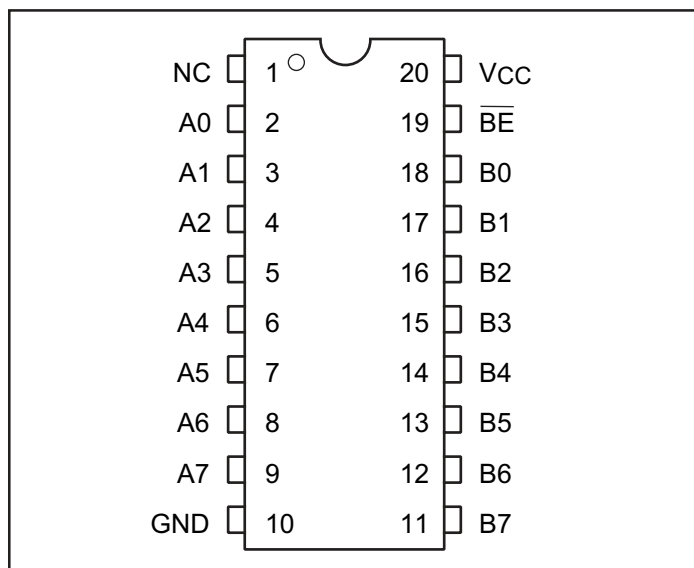 NC 1 20 VCC
A0 2 19 B̅E̅
A1 3 18 B0
A2 4 17 B1
A3 5 16 B2
A4 6 15 B3
A5 7 14 B4
A6 8 13 B5
A7 9 12 B6
GND 10 11 B7